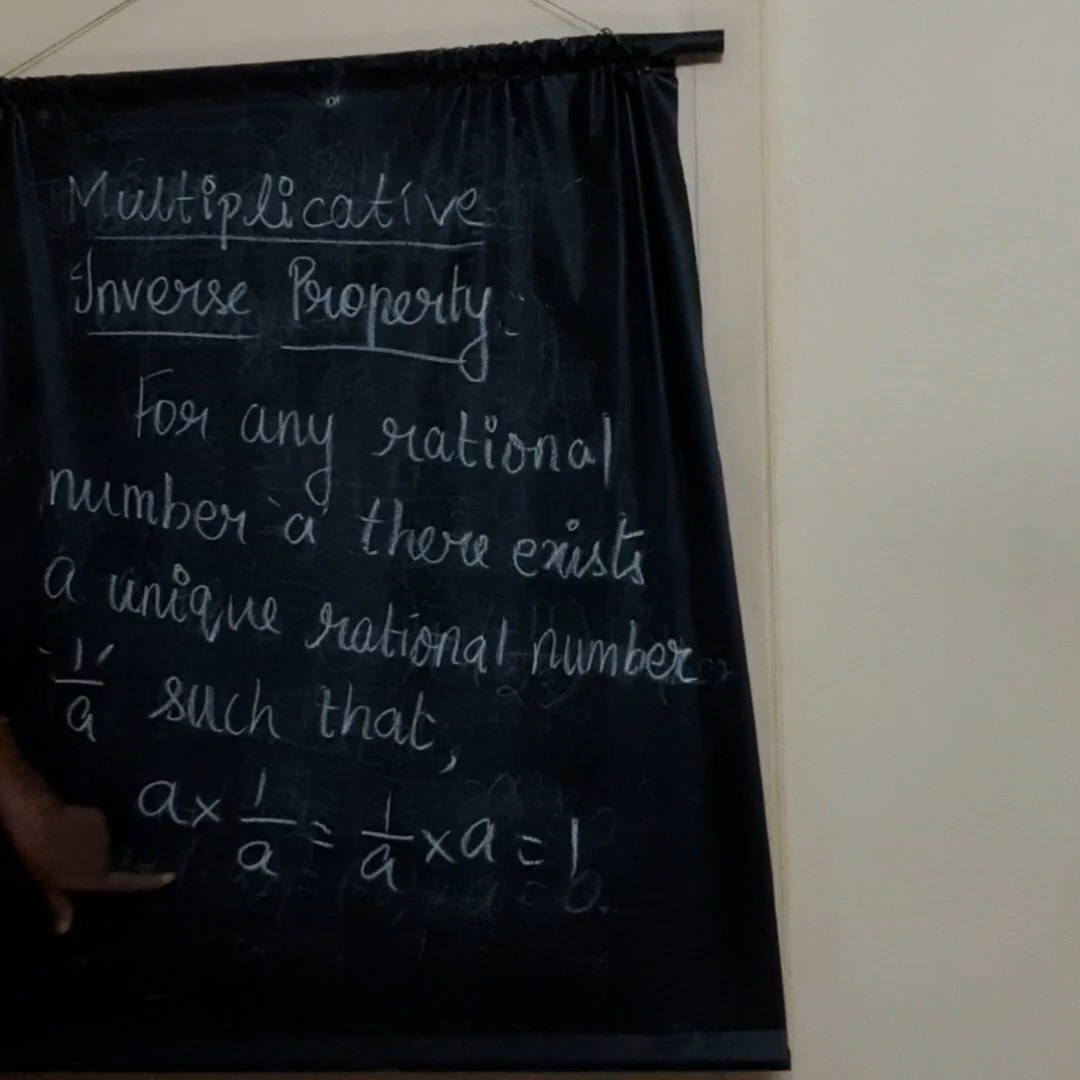 Multiplicative
Inverse Property:
For any rational
number 'a' there exists
a unique rational number
'1/a' such that,
a × 1/a = 1/a × a = 1